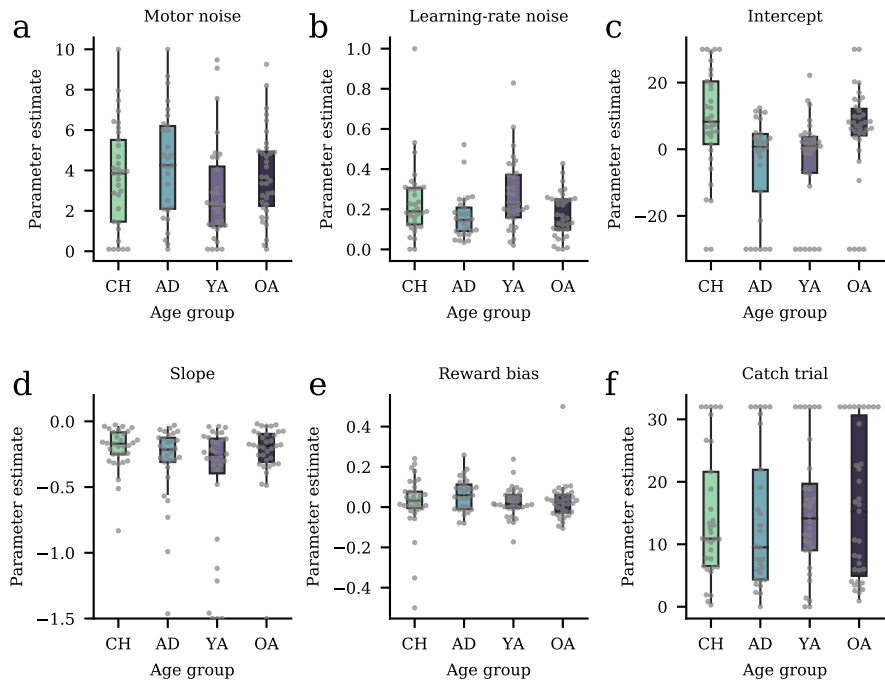 a
Motor noise
Parameter estimate
10
8
6
4
2
0
CH AD YA OA
Age group
b
Learning-rate noise
Parameter estimate
1.0
0.8
0.6
0.4
0.2
0.0
CH AD YA OA
Age group
c
Intercept
Parameter estimate
20
0
−20
CH AD YA OA
Age group
d
Slope
Parameter estimate
0.0
−0.5
−1.0
−1.5
CH AD YA OA
Age group
e
Reward bias
Parameter estimate
0.4
0.2
0.0
−0.2
−0.4
CH AD YA OA
Age group
f
Catch trial
Parameter estimate
30
20
10
0
CH AD YA OA
Age group